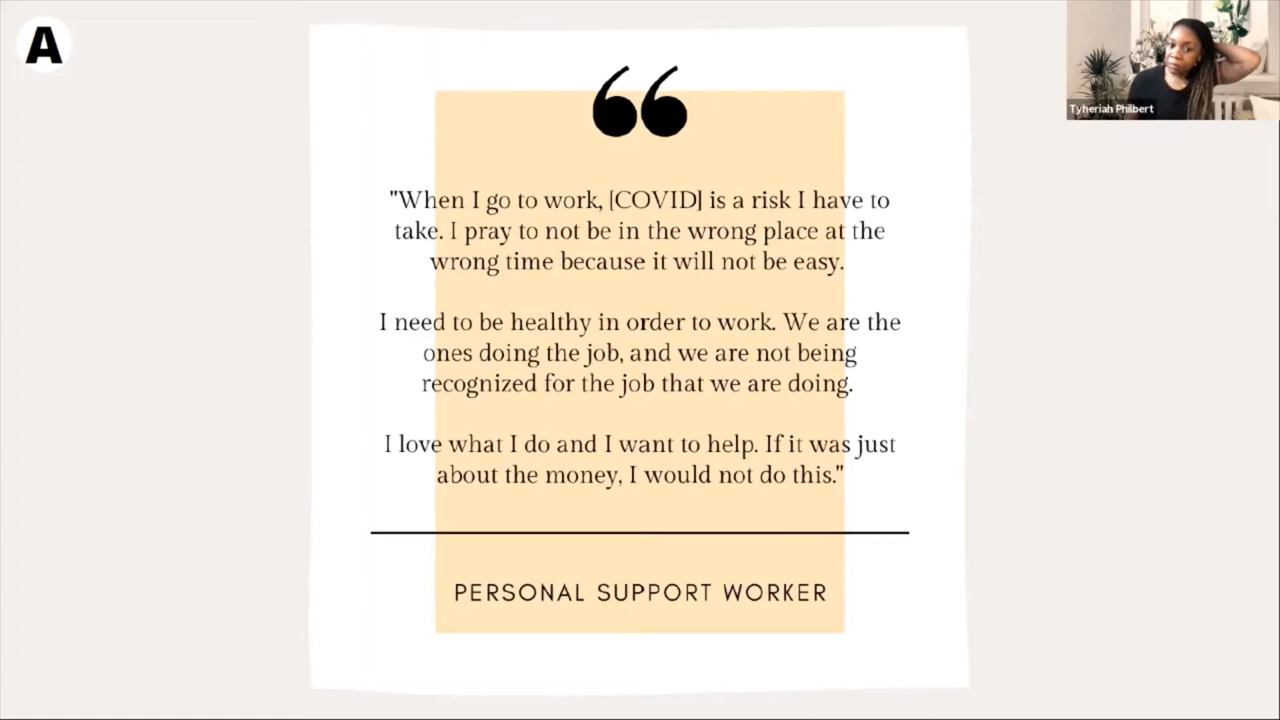 A
Tyheriah Philbert
"When I go to work, [COVID] is a risk I have to
take. I pray to not be in the wrong place at the
wrong time because it will not be easy.
I need to be healthy in order to work. We are the
ones doing the job, and we are not being
recognized for the job that we are doing.
I love what I do and I want to help. If it was just
about the money, I would not do this."
PERSONAL SUPPORT WORKER